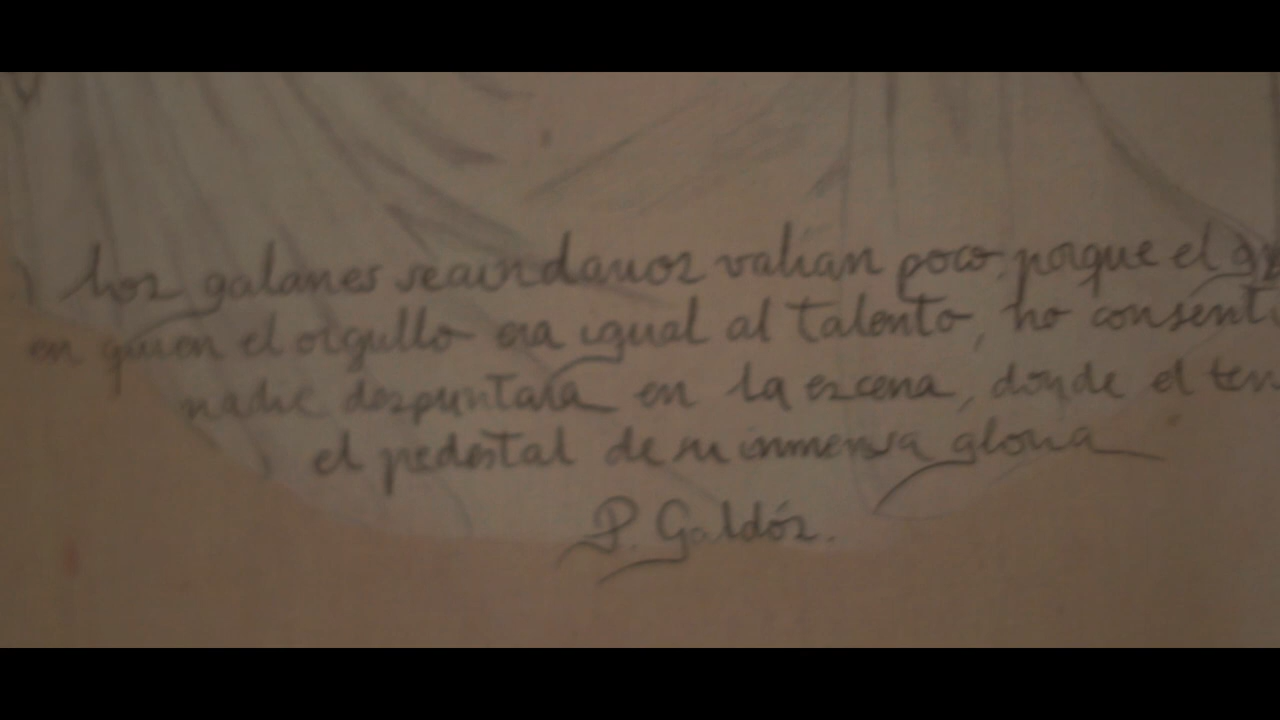 Los galanes secundarios valian poco, porque el
en quien el orgullo era igual al talento, no
nadie despuntara en la escena, donde el
el pedestal de su inmensa gloria
P. Galdós.